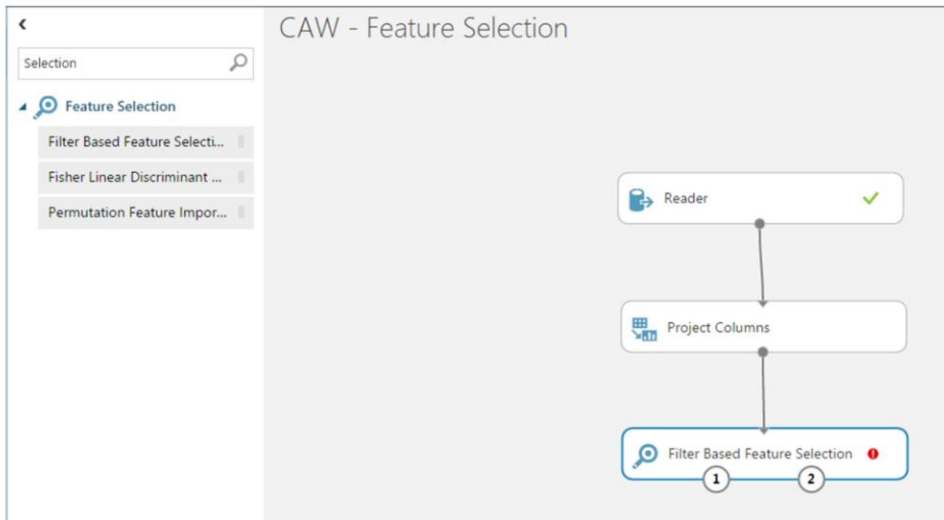 CAW - Feature Selection
Selection
Feature Selection
Filter Based Feature Selecti...
Fisher Linear Discriminant ...
Permutation Feature Impor...
Reader
Project Columns
Filter Based Feature Selection
1
2